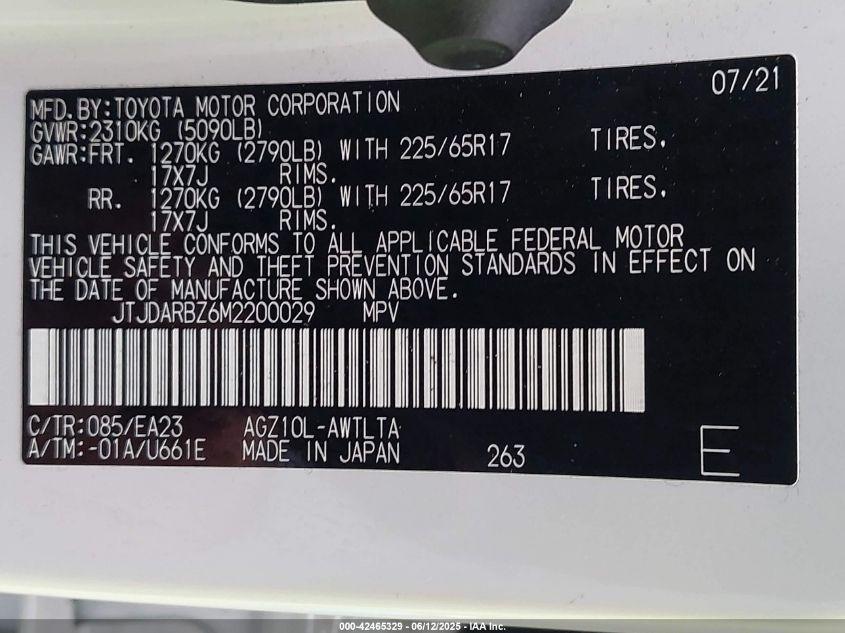 07/21
MFD.BY:TOYOTA MOTOR CORPORATION
GVWR:2310KG (5090LB)
GAWR:FRT. 1270KG (2790LB) WITH 225/65R17 TIRES.
17X7J RIMS.
RR. 1270KG (2790LB) WITH 225/65R17 TIRES.
17X7J RIMS.
THIS VEHICLE CONFORMS TO ALL APPLICABLE FEDERAL MOTOR
VEHICLE SAFETY AND THEFT PREVENTION STANDARDS IN EFFECT ON
THE DATE OF MANUFACTURE SHOWN ABOVE.
JTJDARBZ6M2200029 MPV
C/TR:085/EA23 AGZ10L-AWTLTA
A/TM:-01A/U661E MADE IN JAPAN 263 E
000-42465329 - 06/12/2025 - IAA Inc.